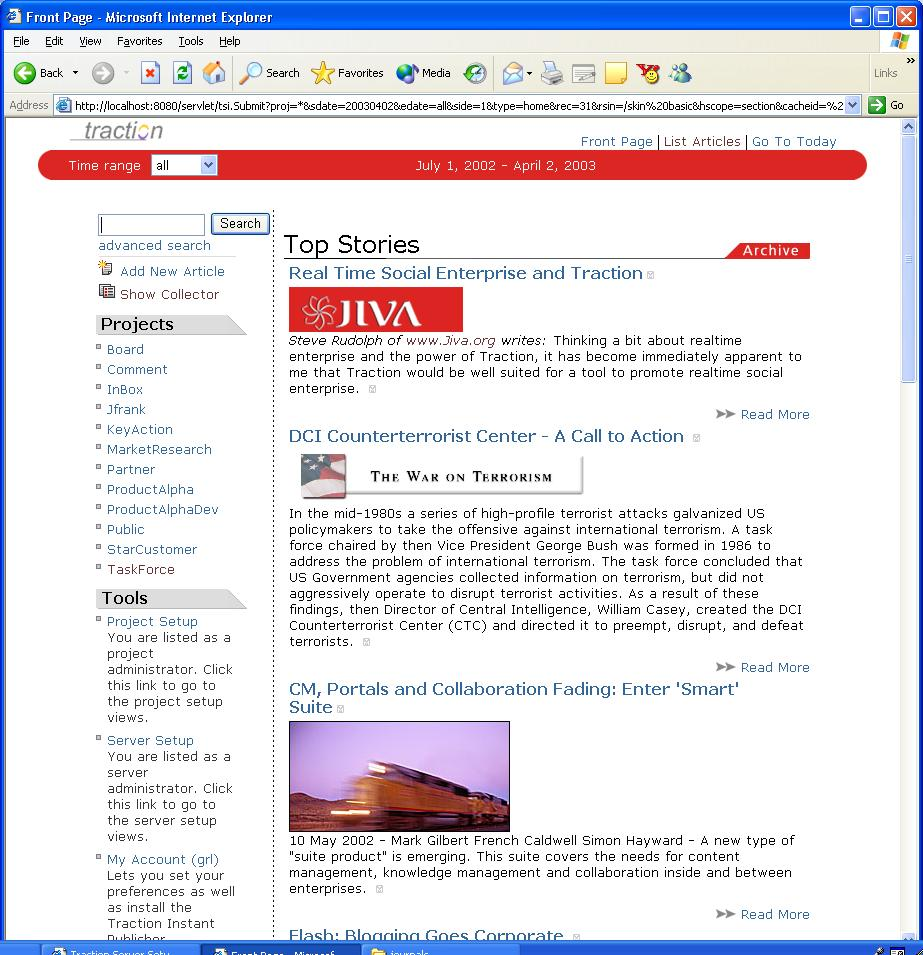 Front Page - Microsoft Internet Explorer
File Edit View Favorites Tools Help
Back Search Favorites Media Links »
Address http://localhost:8080/servlet/tsi.Submit?proj=*&sdate=20030402&edate=all&side=1&type=home&rec=31&rsin=/skin%20basic&hscope=section&cacheid=%2 Go
traction
Front Page | List Articles | Go To Today
Time range all July 1, 2002 - April 2, 2003
Search
advanced search
Add New Article
Show Collector
Projects
Board
Comment
InBox
Jfrank
KeyAction
MarketResearch
Partner
ProductAlpha
ProductAlphaDev
Public
StarCustomer
TaskForce
Tools
Project Setup
You are listed as a
project
administrator. Click
this link to go to
the project setup
views.
Server Setup
You are listed as a
server
administrator. Click
this link to go to
the server setup
views.
My Account (grl)
Lets you set your
preferences as well
as install the
Traction Instant
Publisher
Top Stories
Archive
Real Time Social Enterprise and Traction
JIVA
Steve Rudolph of www.Jiva.org writes: Thinking a bit about realtime
enterprise and the power of Traction, it has become immediately apparent to
me that Traction would be well suited for a tool to promote realtime social
enterprise.
Read More
DCI Counterterrorist Center - A Call to Action
THE WAR ON TERRORISM
In the mid-1980s a series of high-profile terrorist attacks galvanized US
policymakers to take the offensive against international terrorism. A task
force chaired by then Vice President George Bush was formed in 1986 to
address the problem of international terrorism. The task force concluded that
US Government agencies collected information on terrorism, but did not
aggressively operate to disrupt terrorist activities. As a result of these
findings, then Director of Central Intelligence, William Casey, created the DCI
Counterterrorist Center (CTC) and directed it to preempt, disrupt, and defeat
terrorists.
Read More
CM, Portals and Collaboration Fading: Enter 'Smart'
Suite
10 May 2002 - Mark Gilbert French Caldwell Simon Hayward - A new type of
"suite product" is emerging. This suite covers the needs for content
management, knowledge management and collaboration inside and between
enterprises.
Read More
Flash: Blogging Goes Corporate
Traction Server Setu Front Page - Microsof journals